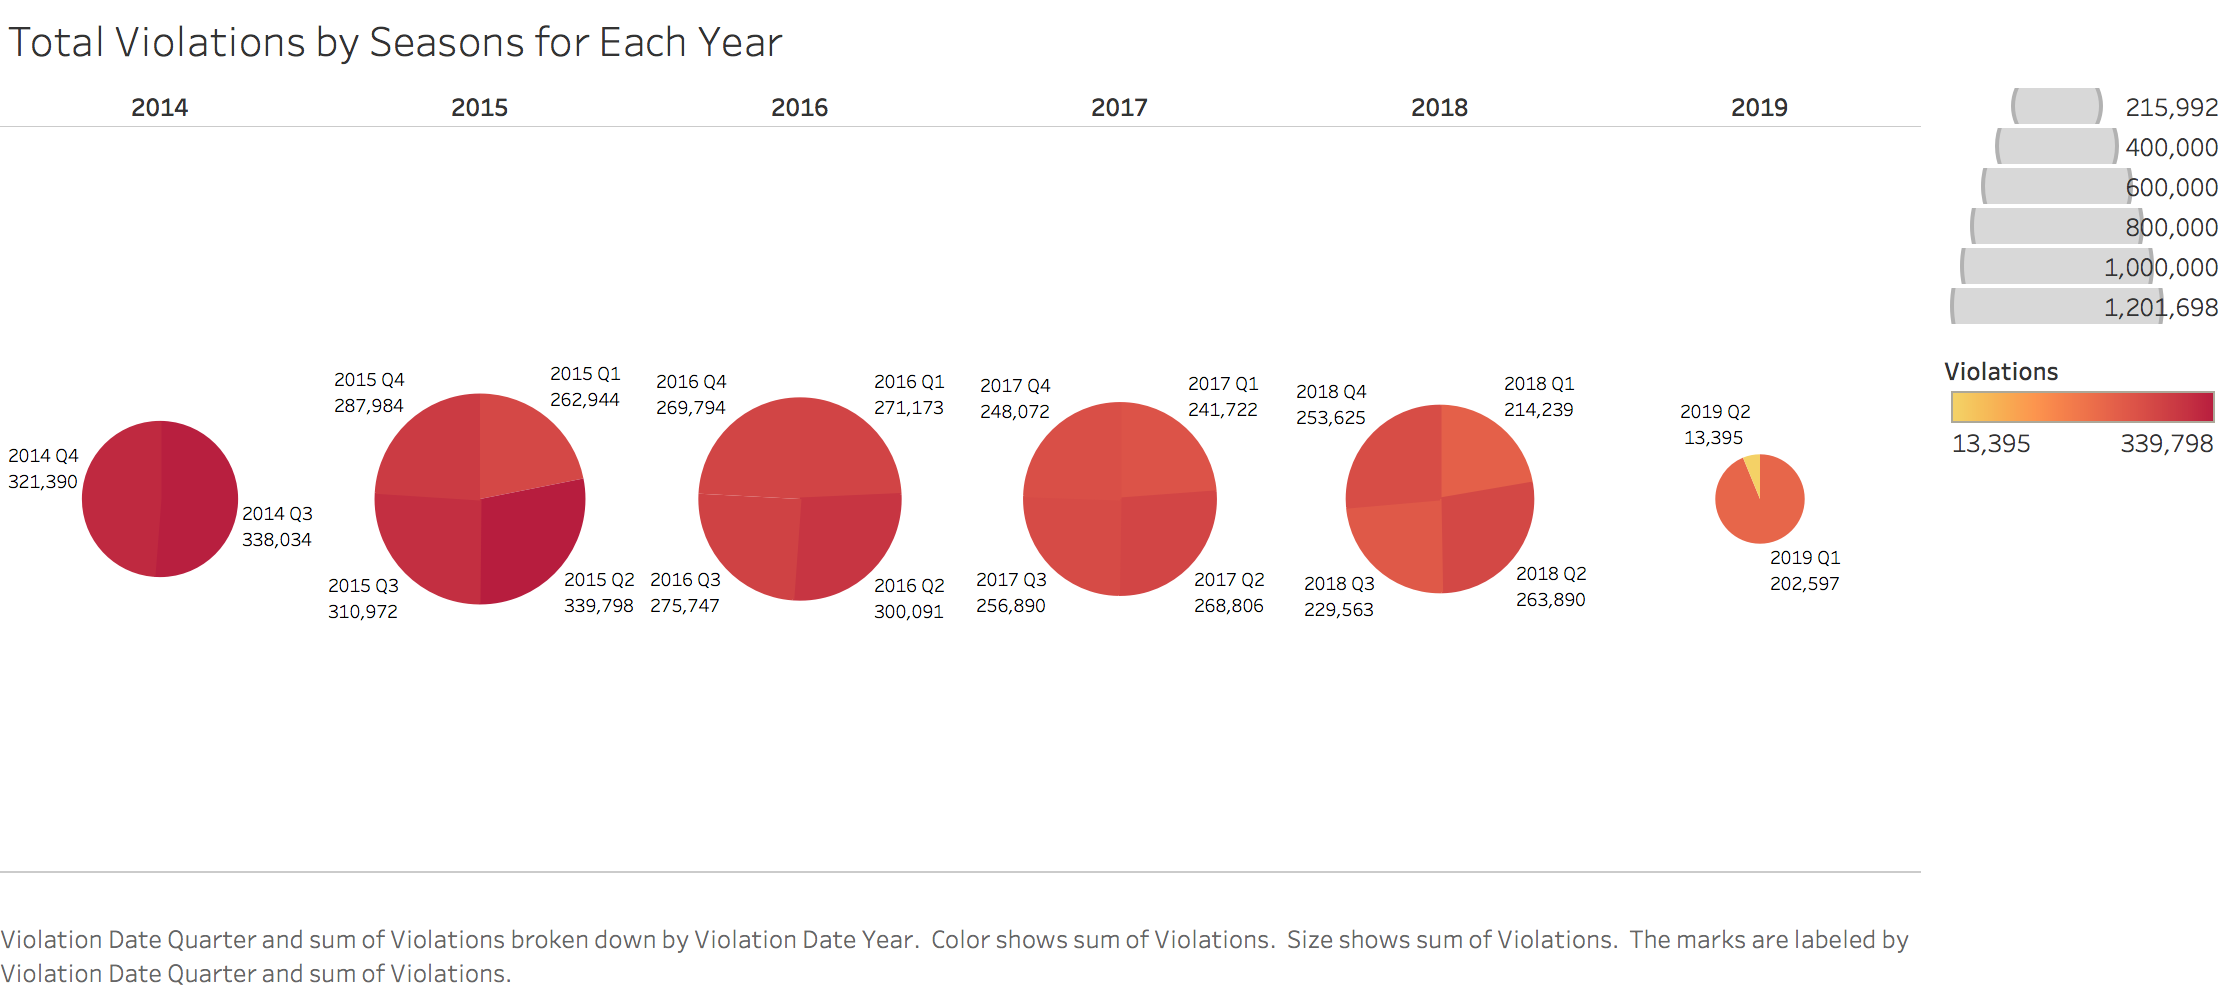 Total Violations by Seasons for Each Year
2014
2015
2016
2017
2018
2019
2014 Q4
321,390
2014 Q3
338,034
2015 Q4
287,984
2015 Q1
262,944
2015 Q3
310,972
2015 Q2
339,798
2016 Q4
269,794
2016 Q1
271,173
2016 Q3
275,747
2016 Q2
300,091
2017 Q4
248,072
2017 Q1
241,722
2017 Q3
256,890
2017 Q2
268,806
2018 Q4
253,625
2018 Q1
214,239
2018 Q3
229,563
2018 Q2
263,890
2019 Q2
13,395
2019 Q1
202,597
215,992
400,000
600,000
800,000
1,000,000
1,201,698
Violations
13,395
339,798
Violation Date Quarter and sum of Violations broken down by Violation Date Year.  Color shows sum of Violations.  Size shows sum of Violations.  The marks are labeled by
Violation Date Quarter and sum of Violations.